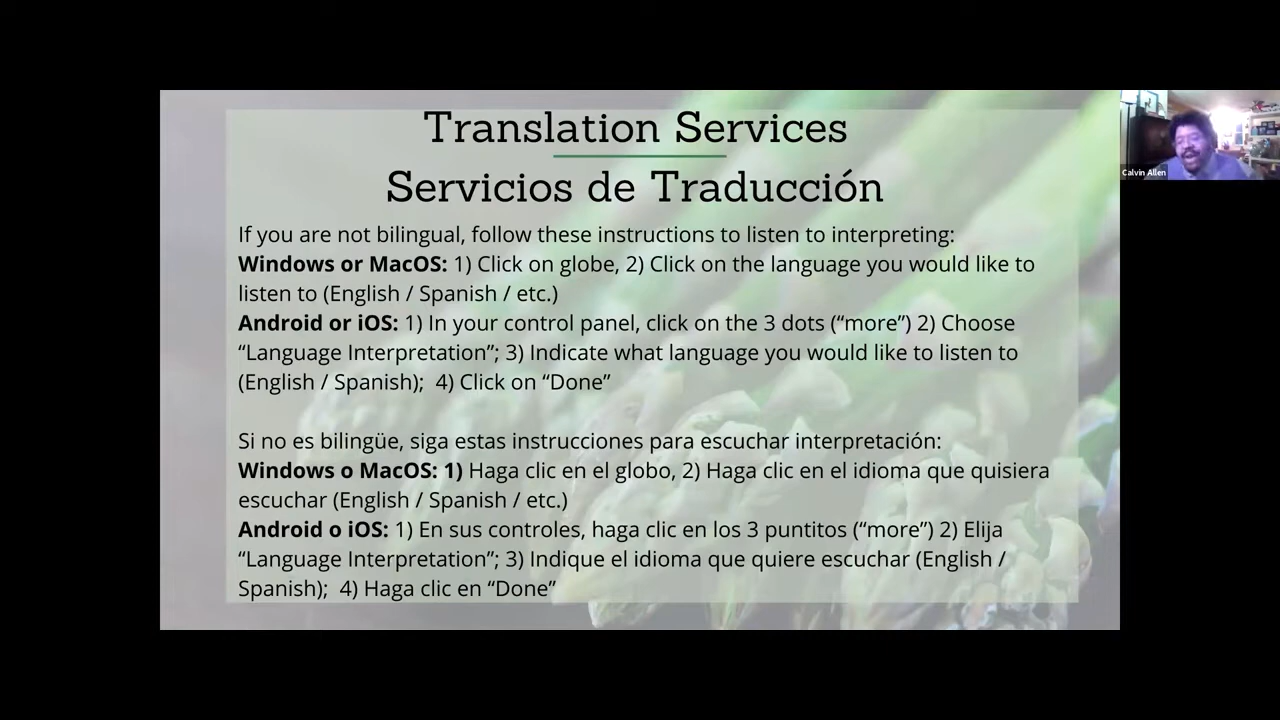 Translation Services
Servicios de Traducción
If you are not bilingual, follow these instructions to listen to interpreting:
Windows or MacOS: 1) Click on globe, 2) Click on the language you would like to
listen to (English / Spanish / etc.)
Android or iOS: 1) In your control panel, click on the 3 dots (“more”) 2) Choose
“Language Interpretation”; 3) Indicate what language you would like to listen to
(English / Spanish);  4) Click on “Done”
Si no es bilingüe, siga estas instrucciones para escuchar interpretación:
Windows o MacOS: 1) Haga clic en el globo, 2) Haga clic en el idioma que quisiera
escuchar (English / Spanish / etc.)
Android o iOS: 1) En sus controles, haga clic en los 3 puntitos (“more”) 2) Elija
“Language Interpretation”; 3) Indique el idioma que quiere escuchar (English /
Spanish);  4) Haga clic en “Done”
Calvin Allen